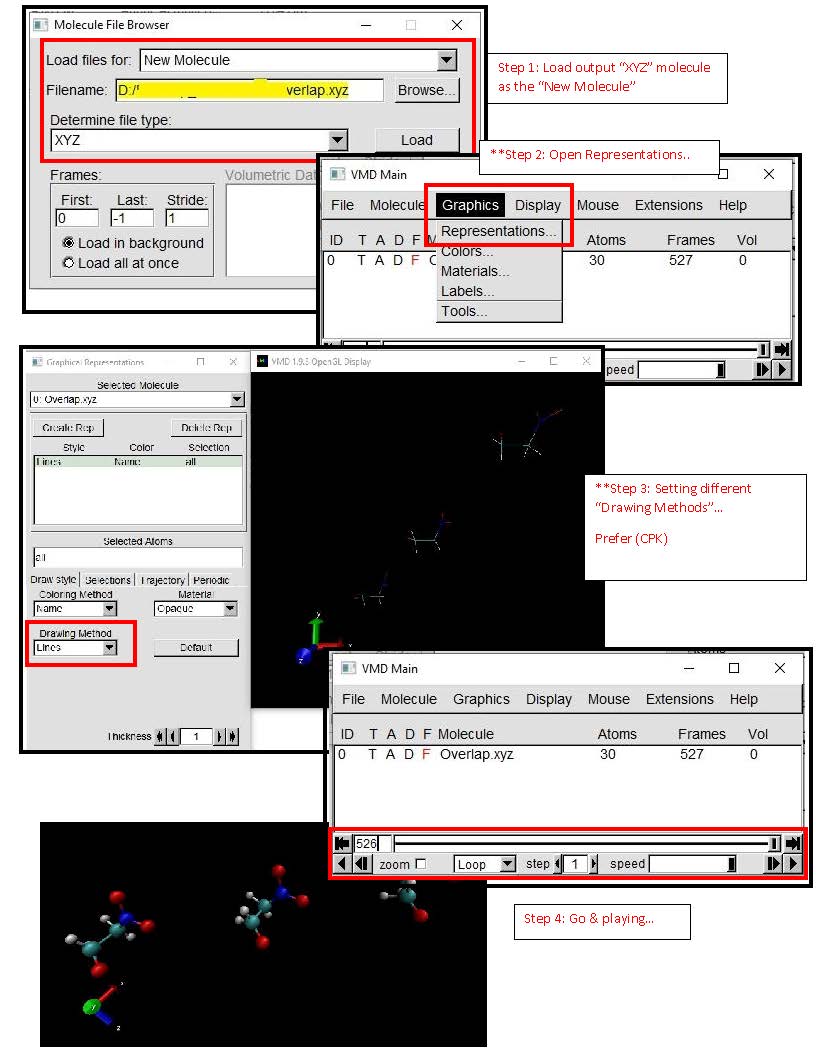 Molecule File Browser
Load files for: New Molecule
Filename: D:/ verlap.xyz Browse...
Determine file type:
XYZ Load
Frames:
First: Last: Stride:
0 -1 1
Load in background
Load all at once
Volumetric Dat
Step 1: Load output “XYZ” molecule
as the “New Molecule”
**Step 2: Open Representations..
VMD Main
File Molecule Graphics Display Mouse Extensions Help
ID T A D F M Atoms Frames Vol
0 T A D F 30 527 0
Representations...
Colors...
Materials...
Labels...
Tools...
peed
Graphical Representations
Selected Molecule
0: Overlap.xyz
Create Rep Delete Rep
Style Color Selection
Lines Name all
Selected Atoms
all
Draw style Selections Trajectory Periodic
Coloring Method Material
Name Opaque
Drawing Method
Lines Default
Thickness 1
VMD 1.9.3 OpenGL Display
y
z
**Step 3: Setting different
“Drawing Methods”...
Prefer (CPK)
VMD Main
File Molecule Graphics Display Mouse Extensions Help
ID T A D F Molecule Atoms Frames Vol
0 T A D F Overlap.xyz 30 527 0
526
zoom Loop step 1 speed
Step 4: Go & playing...
x
y
z